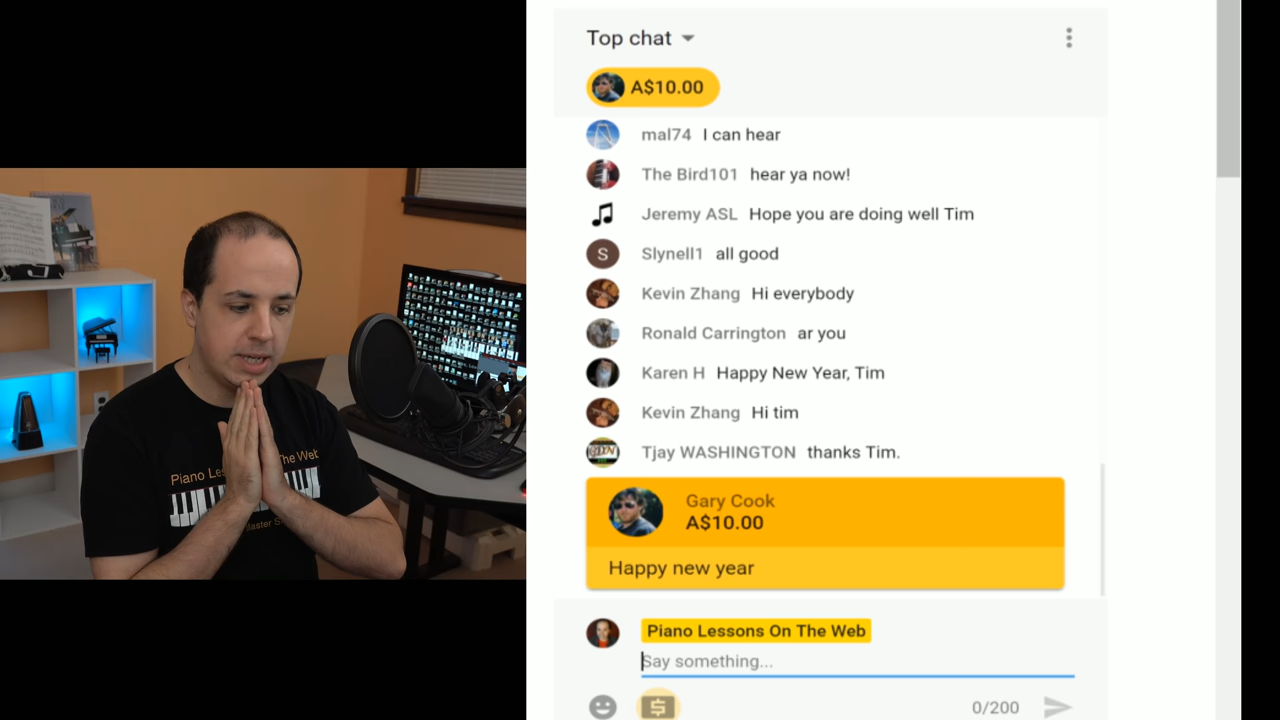 Top chat
A$10.00
mal74 I can hear
The Bird101 hear ya now!
Jeremy ASL Hope you are doing well Tim
S Slynell1 all good
Kevin Zhang Hi everybody
Ronald Carrington ar you
Karen H Happy New Year, Tim
Kevin Zhang Hi tim
Tjay WASHINGTON thanks Tim.
Gary Cook
A$10.00
Happy new year
Piano Lessons On The Web
Say something...
0/200
Piano Les The Web